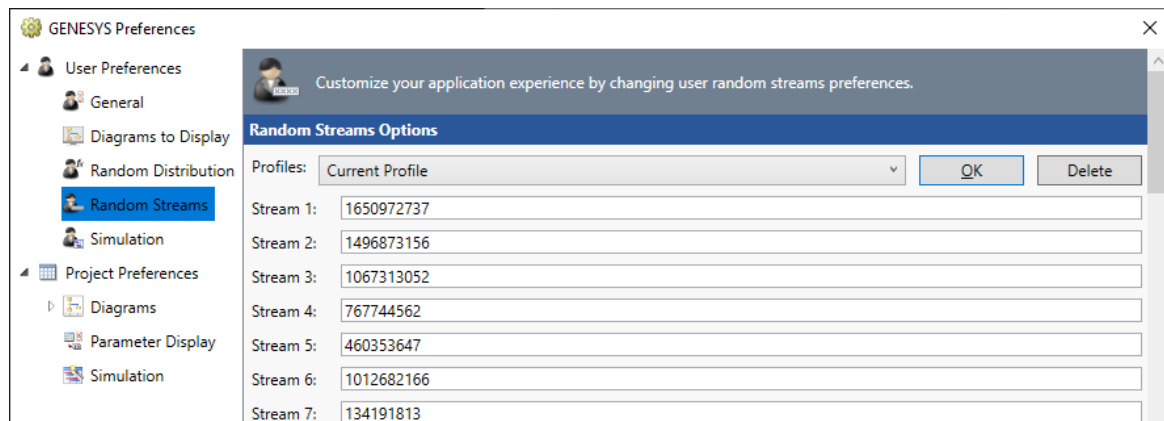 GENESYS Preferences
User Preferences
General
Diagrams to Display
Random Distribution
Random Streams
Simulation
Project Preferences
Diagrams
Parameter Display
Simulation
Customize your application experience by changing user random streams preferences.
Random Streams Options
Profiles: Current Profile OK Delete
Stream 1: 1650972737
Stream 2: 1496873156
Stream 3: 1067313052
Stream 4: 767744562
Stream 5: 460353647
Stream 6: 1012682166
Stream 7: 134191813